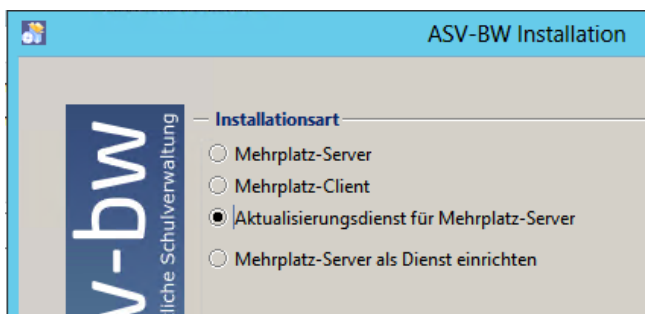 ASV-BW Installation
Installationsart
Mehrplatz-Server
Mehrplatz-Client
Aktualisierungsdienst für Mehrplatz-Server
Mehrplatz-Server als Dienst einrichten
v-bw
liche Schulverwaltung